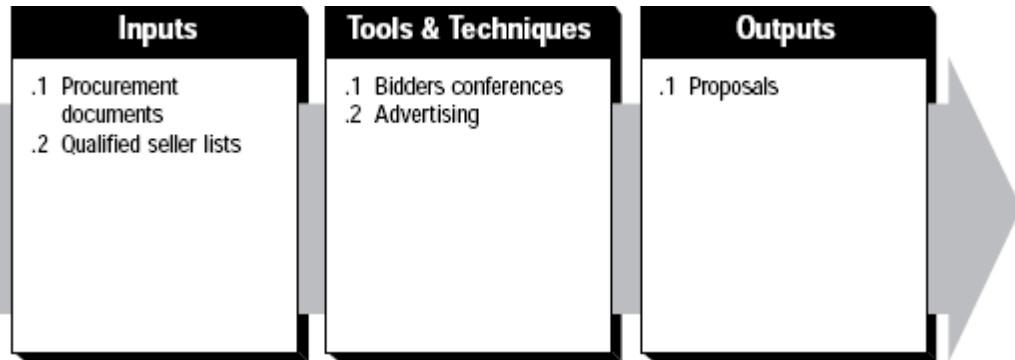 Inputs
.1 Procurement
documents
.2 Qualified seller lists
Tools & Techniques
.1 Bidders conferences
.2 Advertising
Outputs
.1 Proposals